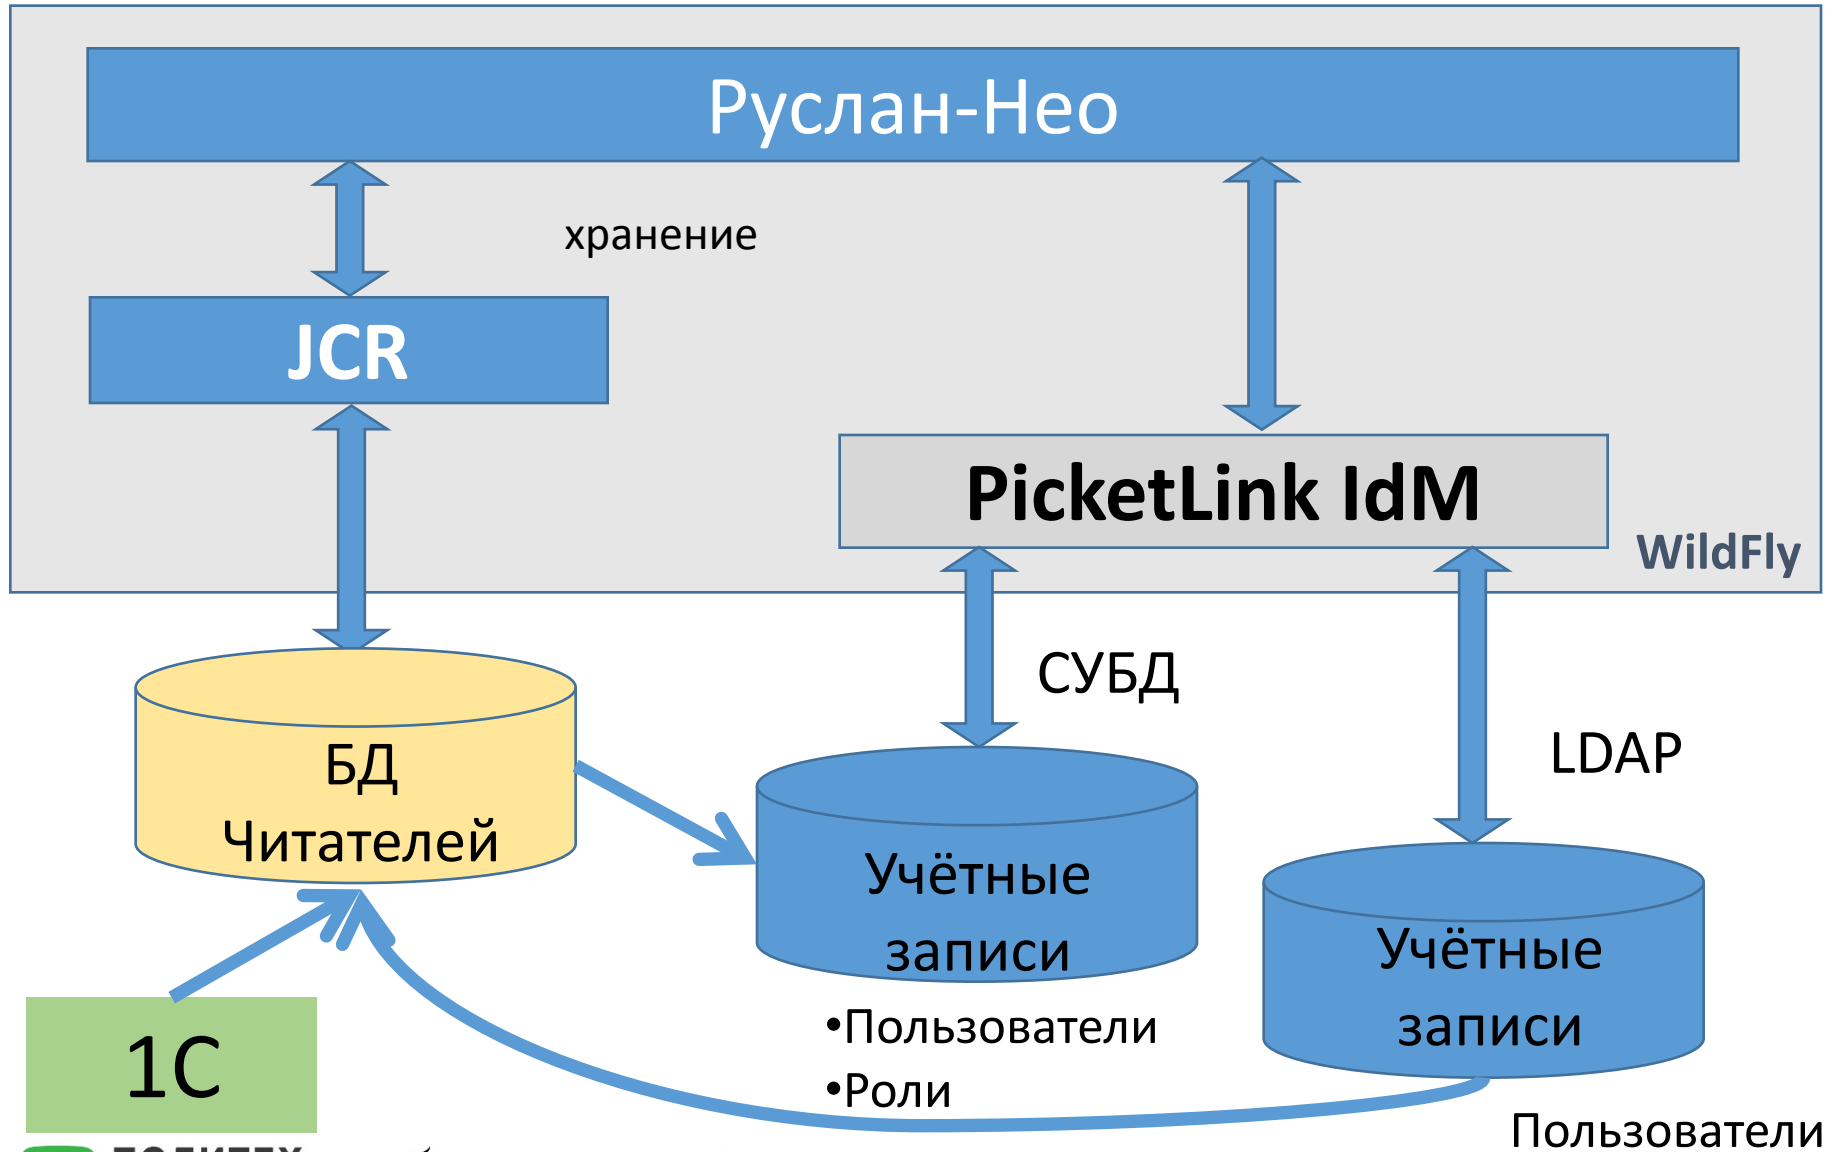 Руслан-Нео
хранение
JCR
PicketLink IdM
WildFly
СУБД
LDAP
БД
Читателей
Учётные
записи
Учётные
записи
•Пользователи
•Роли
1С
Пользователи
ПОЛИТЕХ